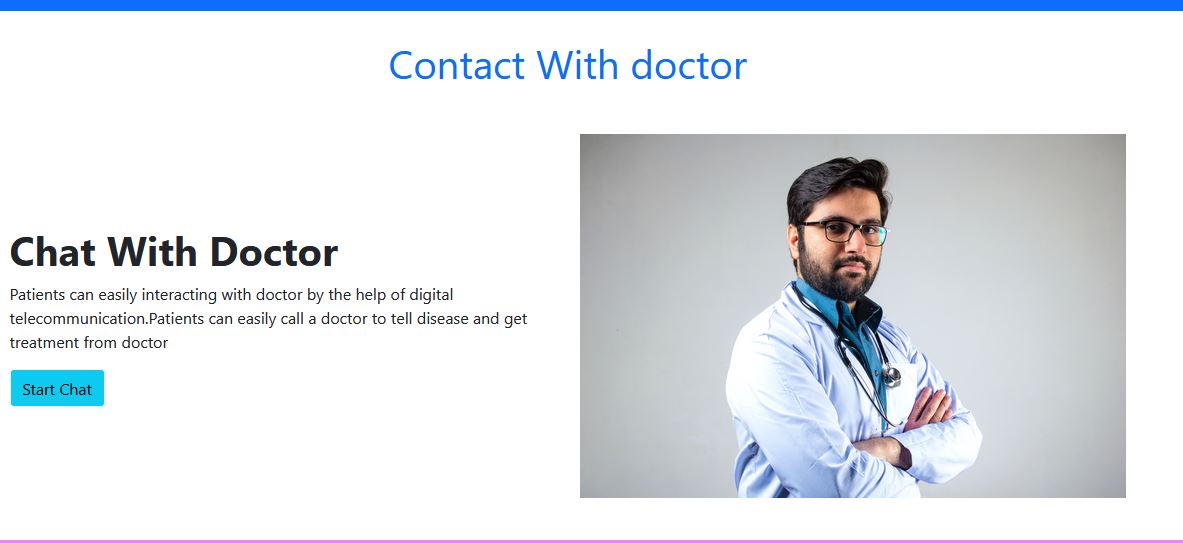 Contact With doctor
Chat With Doctor
Patients can easily interacting with doctor by the help of digital
telecommunication.Patients can easily call a doctor to tell disease and get
treatment from doctor
Start Chat